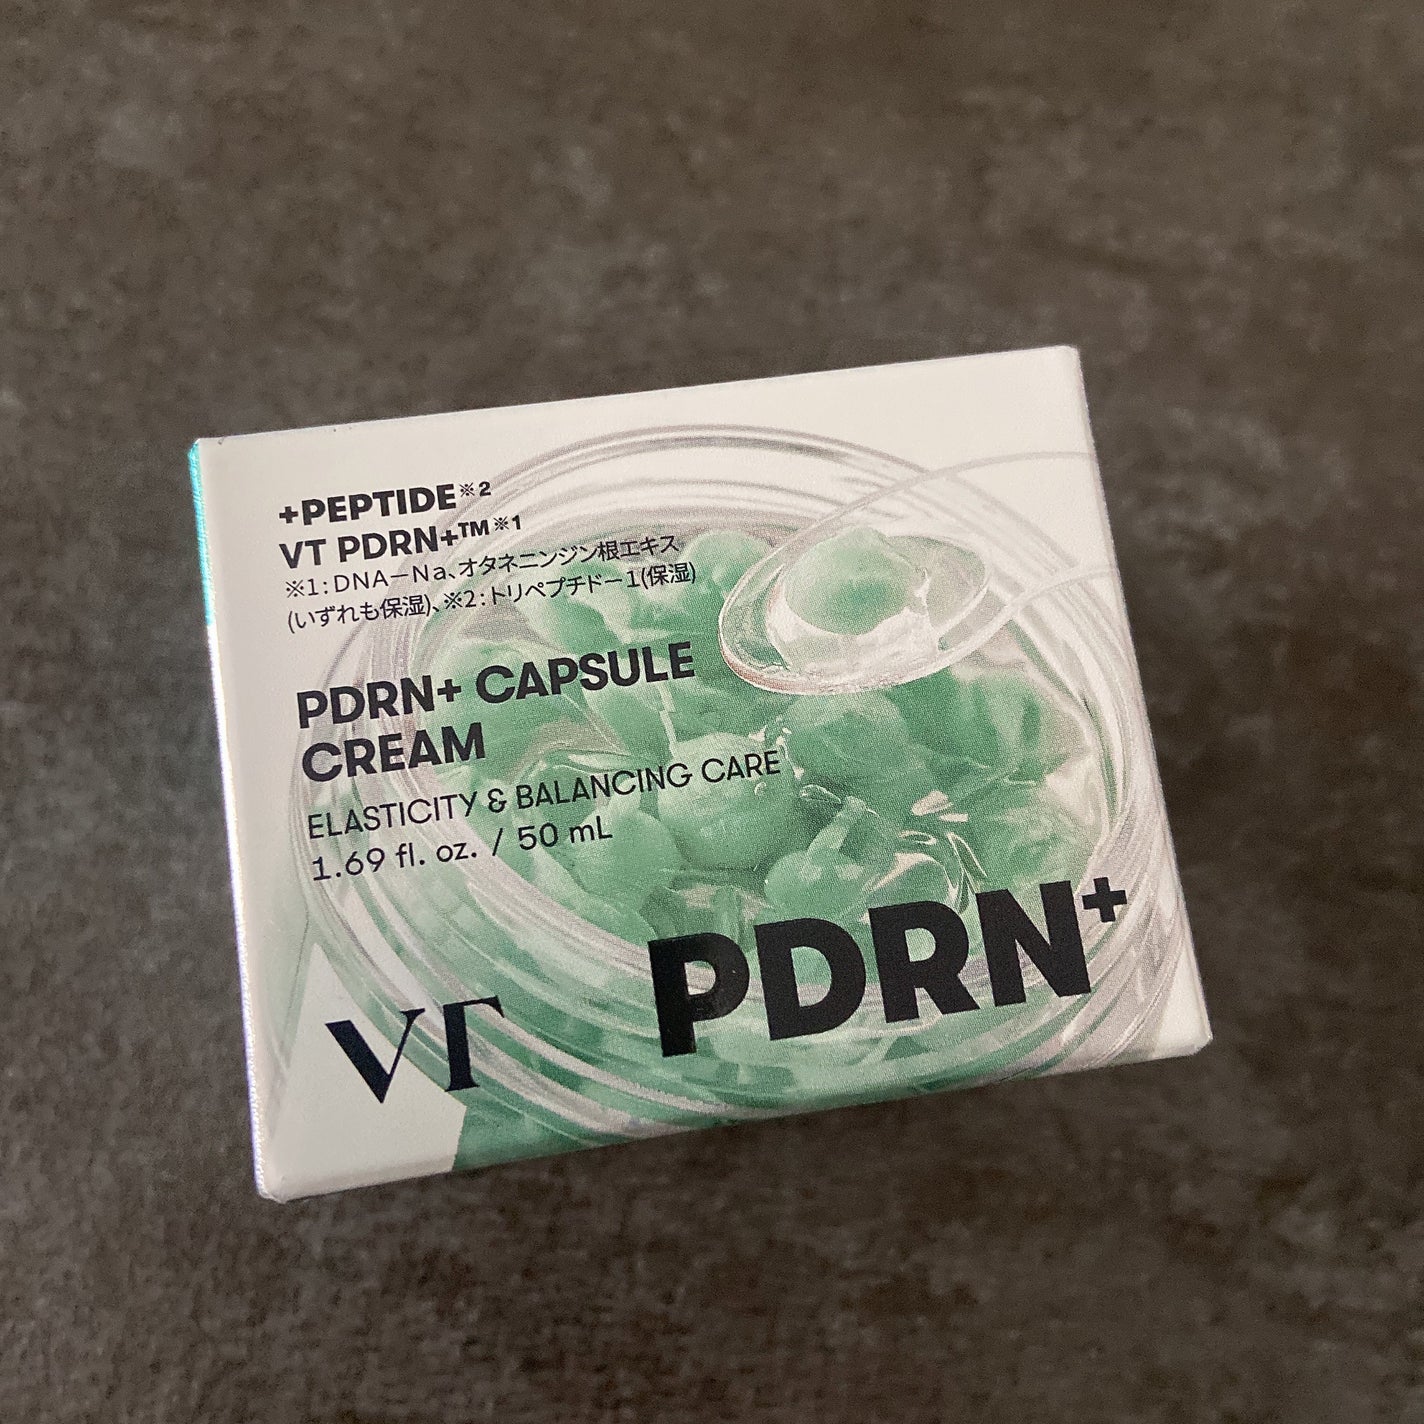 +PEPTIDE※2
VT PDRN+™※1
※1:DNA－Na、オタネニンジン根エキス
(いずれも保湿)、※2:トリペプチドー1(保湿)
PDRN+ CAPSULE
CREAM
ELASTICITY & BALANCING CARE
1.69 fl. oz. / 50 mL
PDRN+
VT